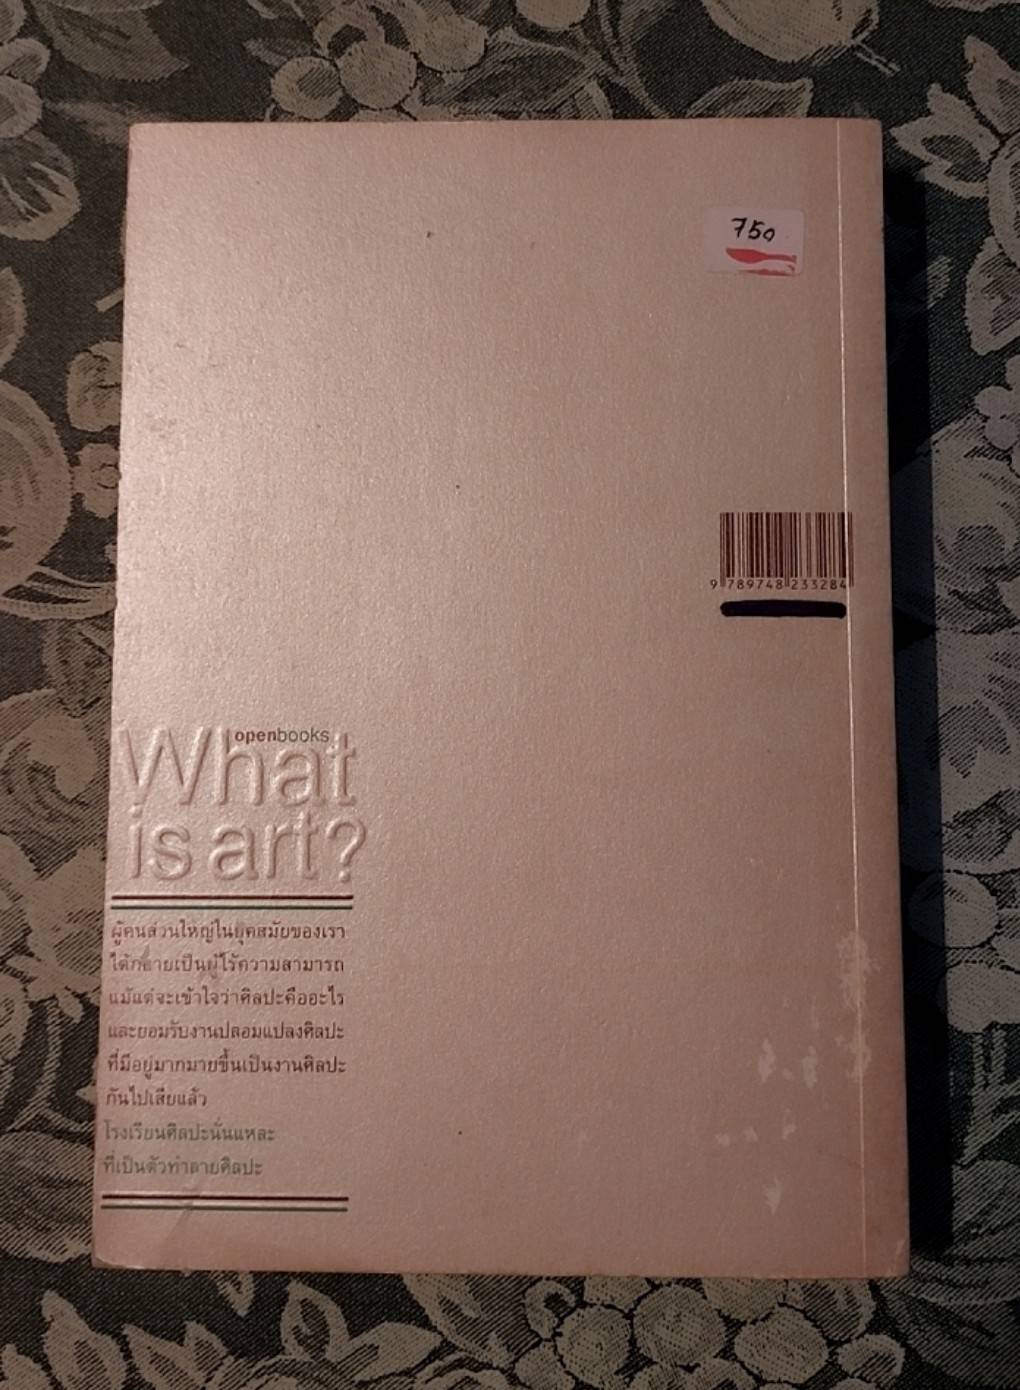 750
9 789748 233284
openbooks
What
is art?
ผู้คนส่วนใหญ่ในยุคสมัยของเรา
ได้กลายเป็นผู้ไร้ความสามารถ
แม้แต่จะเข้าใจว่าศิลปะคืออะไร
และยอมรับงานปลอมแปลงศิลปะ
ที่มีอยู่มากมายขึ้นเป็นงานศิลปะ
กันไปเสียแล้ว
โรงเรียนศิลปะนั่นแหละ
ที่เป็นตัวทำลายศิลปะ